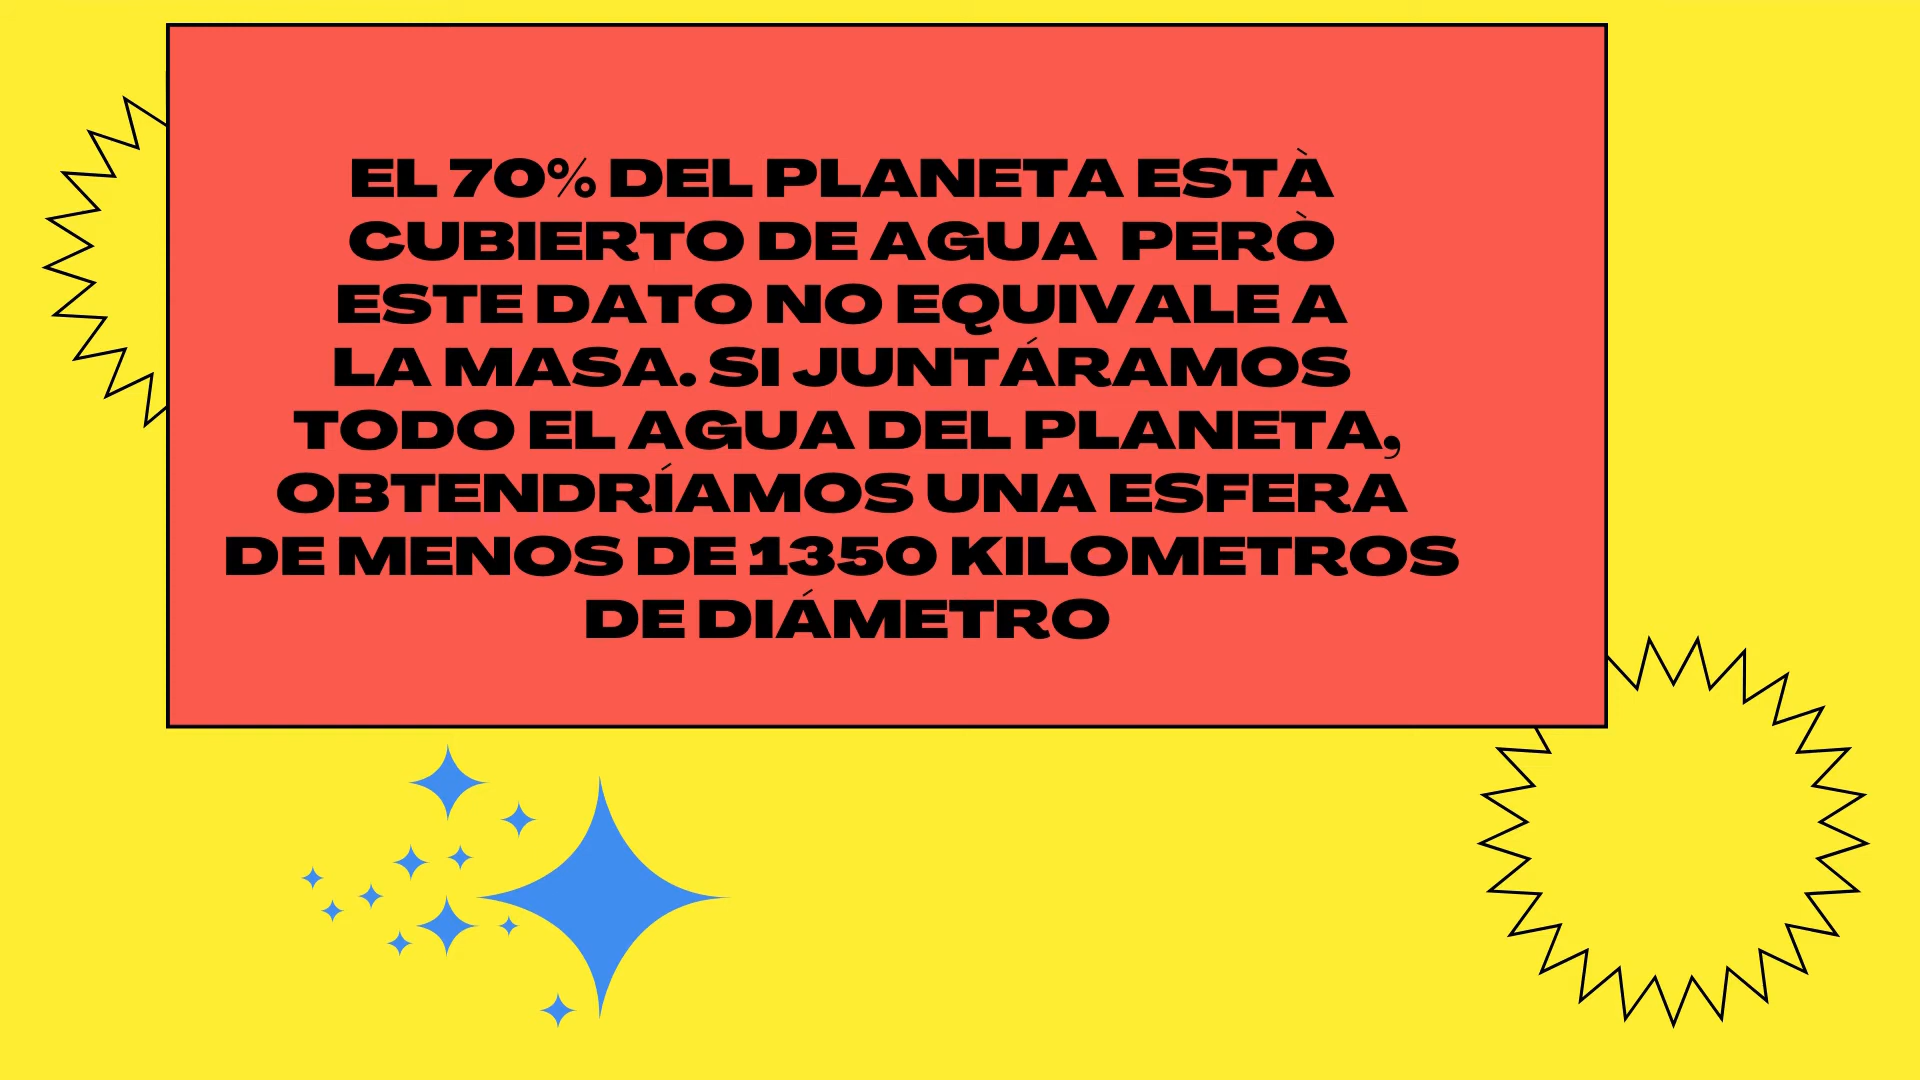 EL 70% DEL PLANETA ESTÀ
CUBIERTO DE AGUA PERÒ
ESTE DATO NO EQUIVALE A
LA MASA. SI JUNTÁRAMOS
TODO EL AGUA DEL PLANETA,
OBTENDRÍAMOS UNA ESFERA
DE MENOS DE 1350 KILOMETROS
DE DIÁMETRO